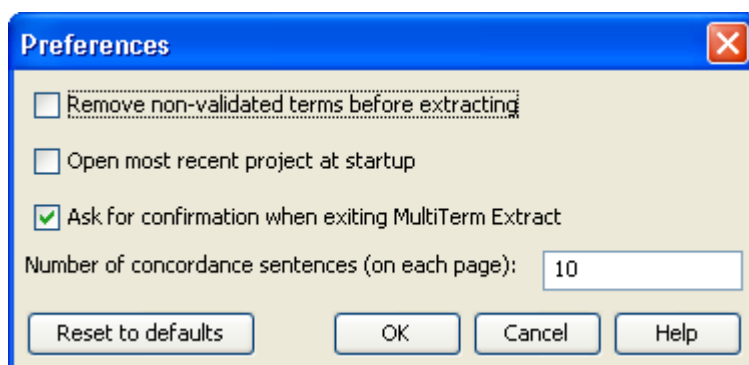 Preferences
Remove non-validated terms before extracting
Open most recent project at startup
Ask for confirmation when exiting MultiTerm Extract
Number of concordance sentences (on each page): 10
Reset to defaults OK Cancel Help